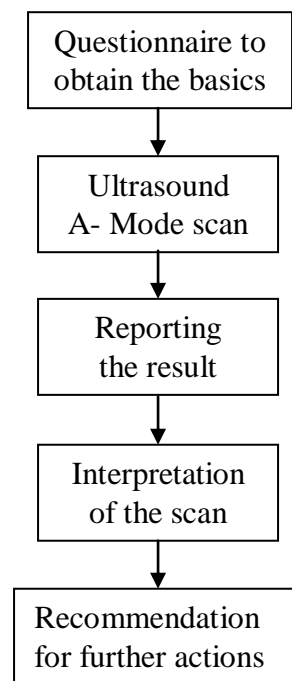 Questionnaire to
obtain the basics
Ultrasound
A- Mode scan
Reporting
the result
Interpretation
of the scan
Recommendation
for further actions